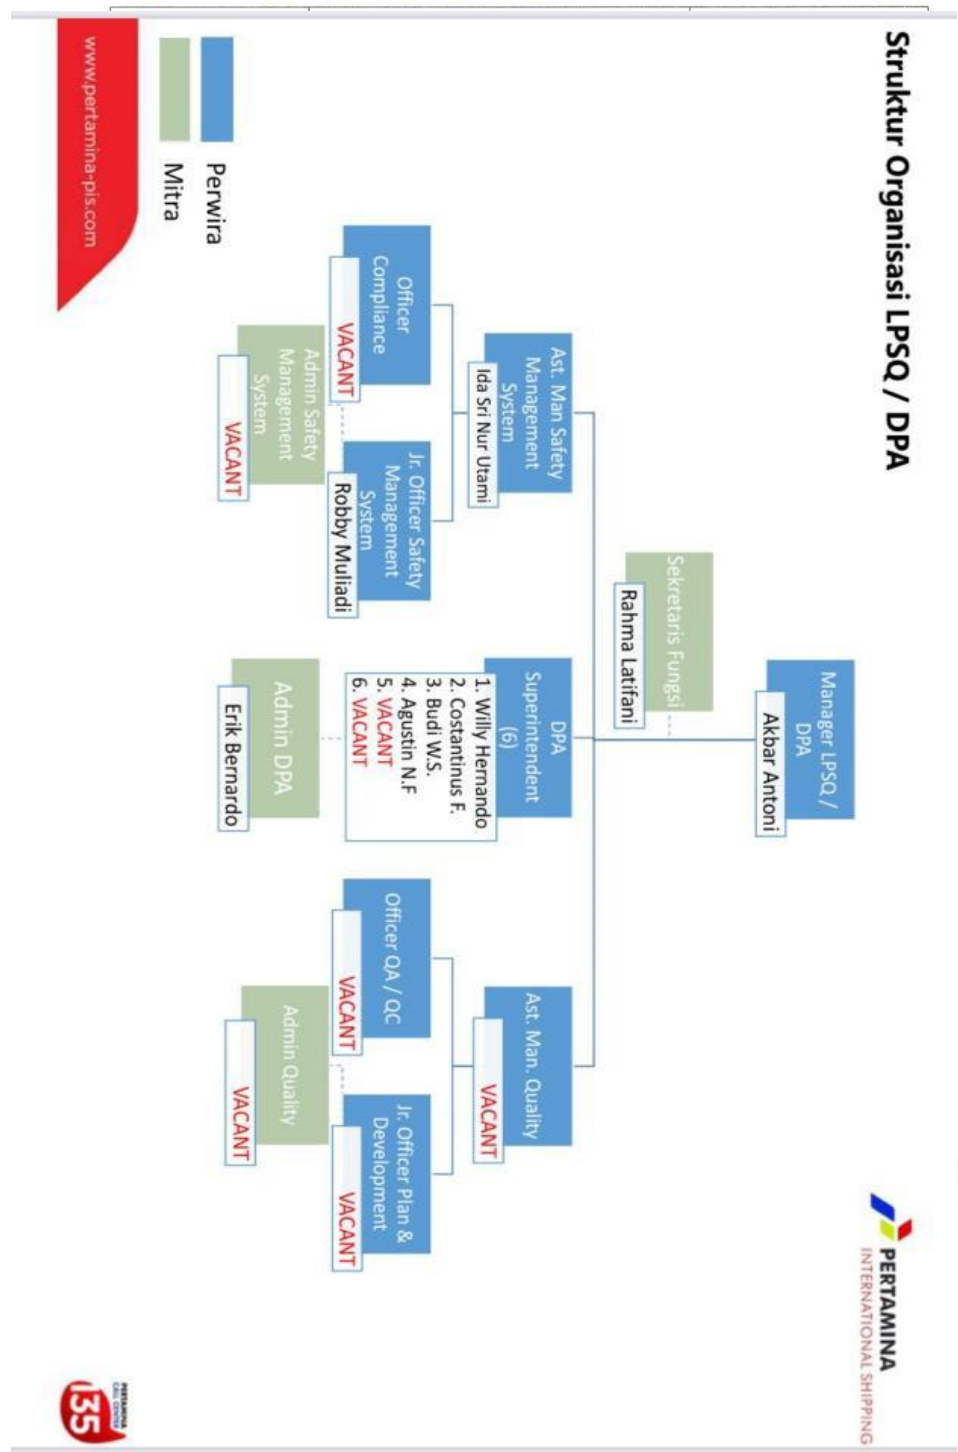 Struktur Organisasi LPSQ / DPA
PERTAMINA
INTERNATIONAL SHIPPING
Manager LPSQ /
DPA
Akbar Antoni
Sekretaris Fungsi
Rahma Latifani
Ast. Man Safety
Management
System
Ida Sri Nur Utami
DPA
Superintendent
(6)
1. Willy Hernando
2. Costantinus F.
3. Budi W.S.
4. Agustin N.F
5. VACANT
6. VACANT
Ast. Man. Quality
VACANT
Officer
Compliance
VACANT
Jr. Officer Safety
Management
System
Robby Muliadi
Officer QA / QC
VACANT
Jr. Officer Plan &
Development
VACANT
Admin Safety
Management
System
VACANT
Admin DPA
Erik Bernardo
Admin Quality
VACANT
Perwira
Mitra
www.pertamina-pis.com
PERTAMINA
CALL CENTER
135